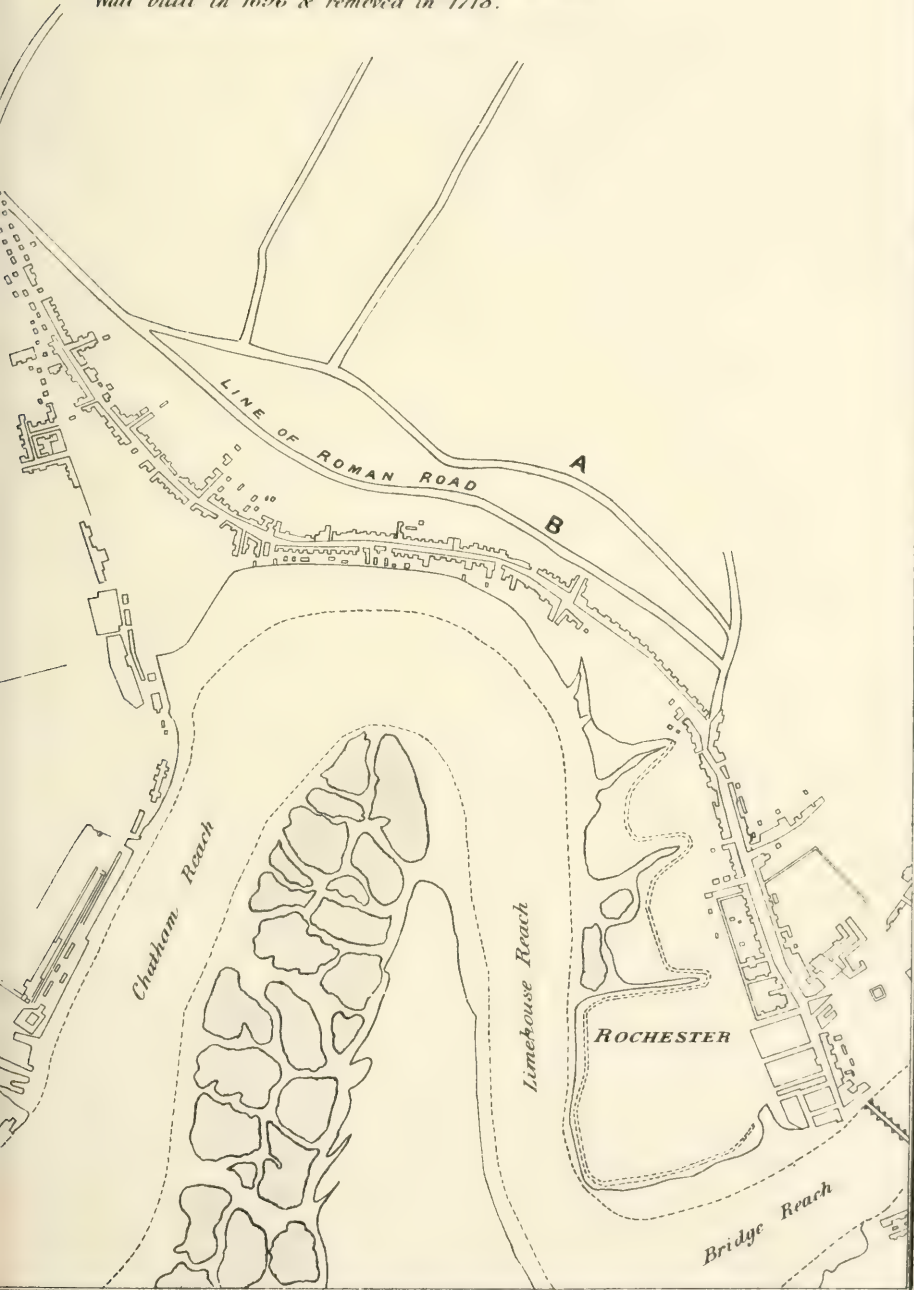 Wall built in 1696 & removed in 1718.
LINE OF ROMAN ROAD
A
B
Chatham Reach
Limehouse Reach
ROCHESTER
Bridge Reach